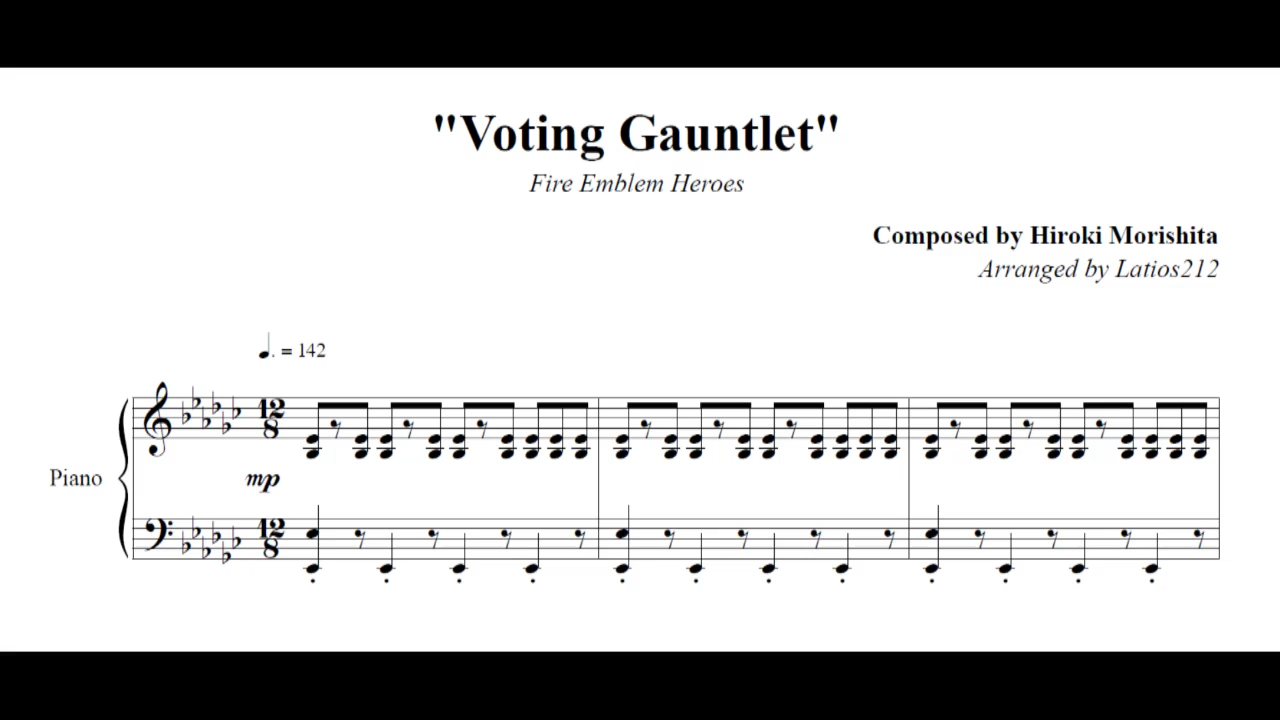 "Voting Gauntlet"
Fire Emblem Heroes
Composed by Hiroki Morishita
Arranged by Latios212
♩. = 142
12 8
Piano
mp
12 8